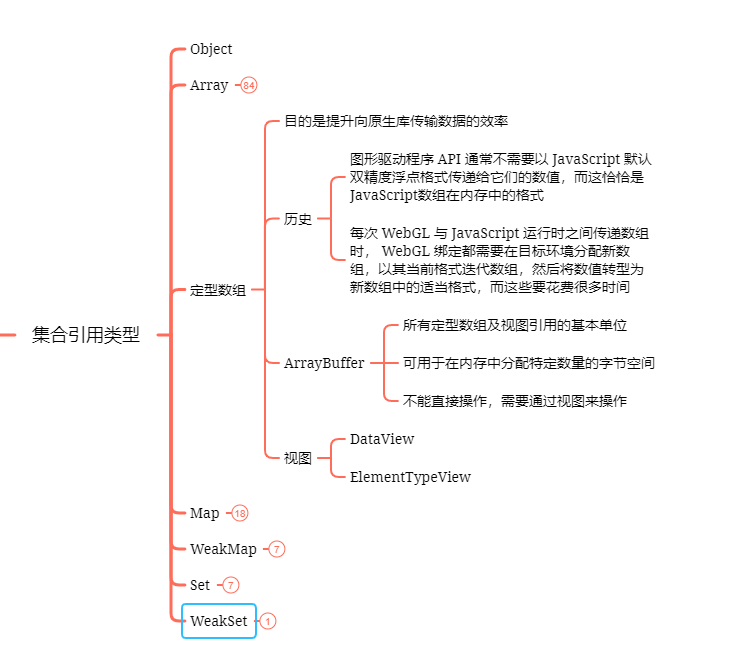 Object
Array
84
目的是提升向原生库传输数据的效率
图形驱动程序 API 通常不需要以 JavaScript 默认
双精度浮点格式传递给它们的数值，而这恰恰是
JavaScript数组在内存中的格式
历史
每次 WebGL 与 JavaScript 运行时之间传递数组
时， WebGL 绑定都需要在目标环境分配新数
组，以其当前格式迭代数组，然后将数值转型为
新数组中的适当格式，而这些要花费很多时间
定型数组
集合引用类型
所有定型数组及视图引用的基本单位
ArrayBuffer
可用于在内存中分配特定数量的字节空间
不能直接操作，需要通过视图来操作
DataView
视图
ElementTypeView
Map
18
WeakMap
7
Set
7
WeakSet
1